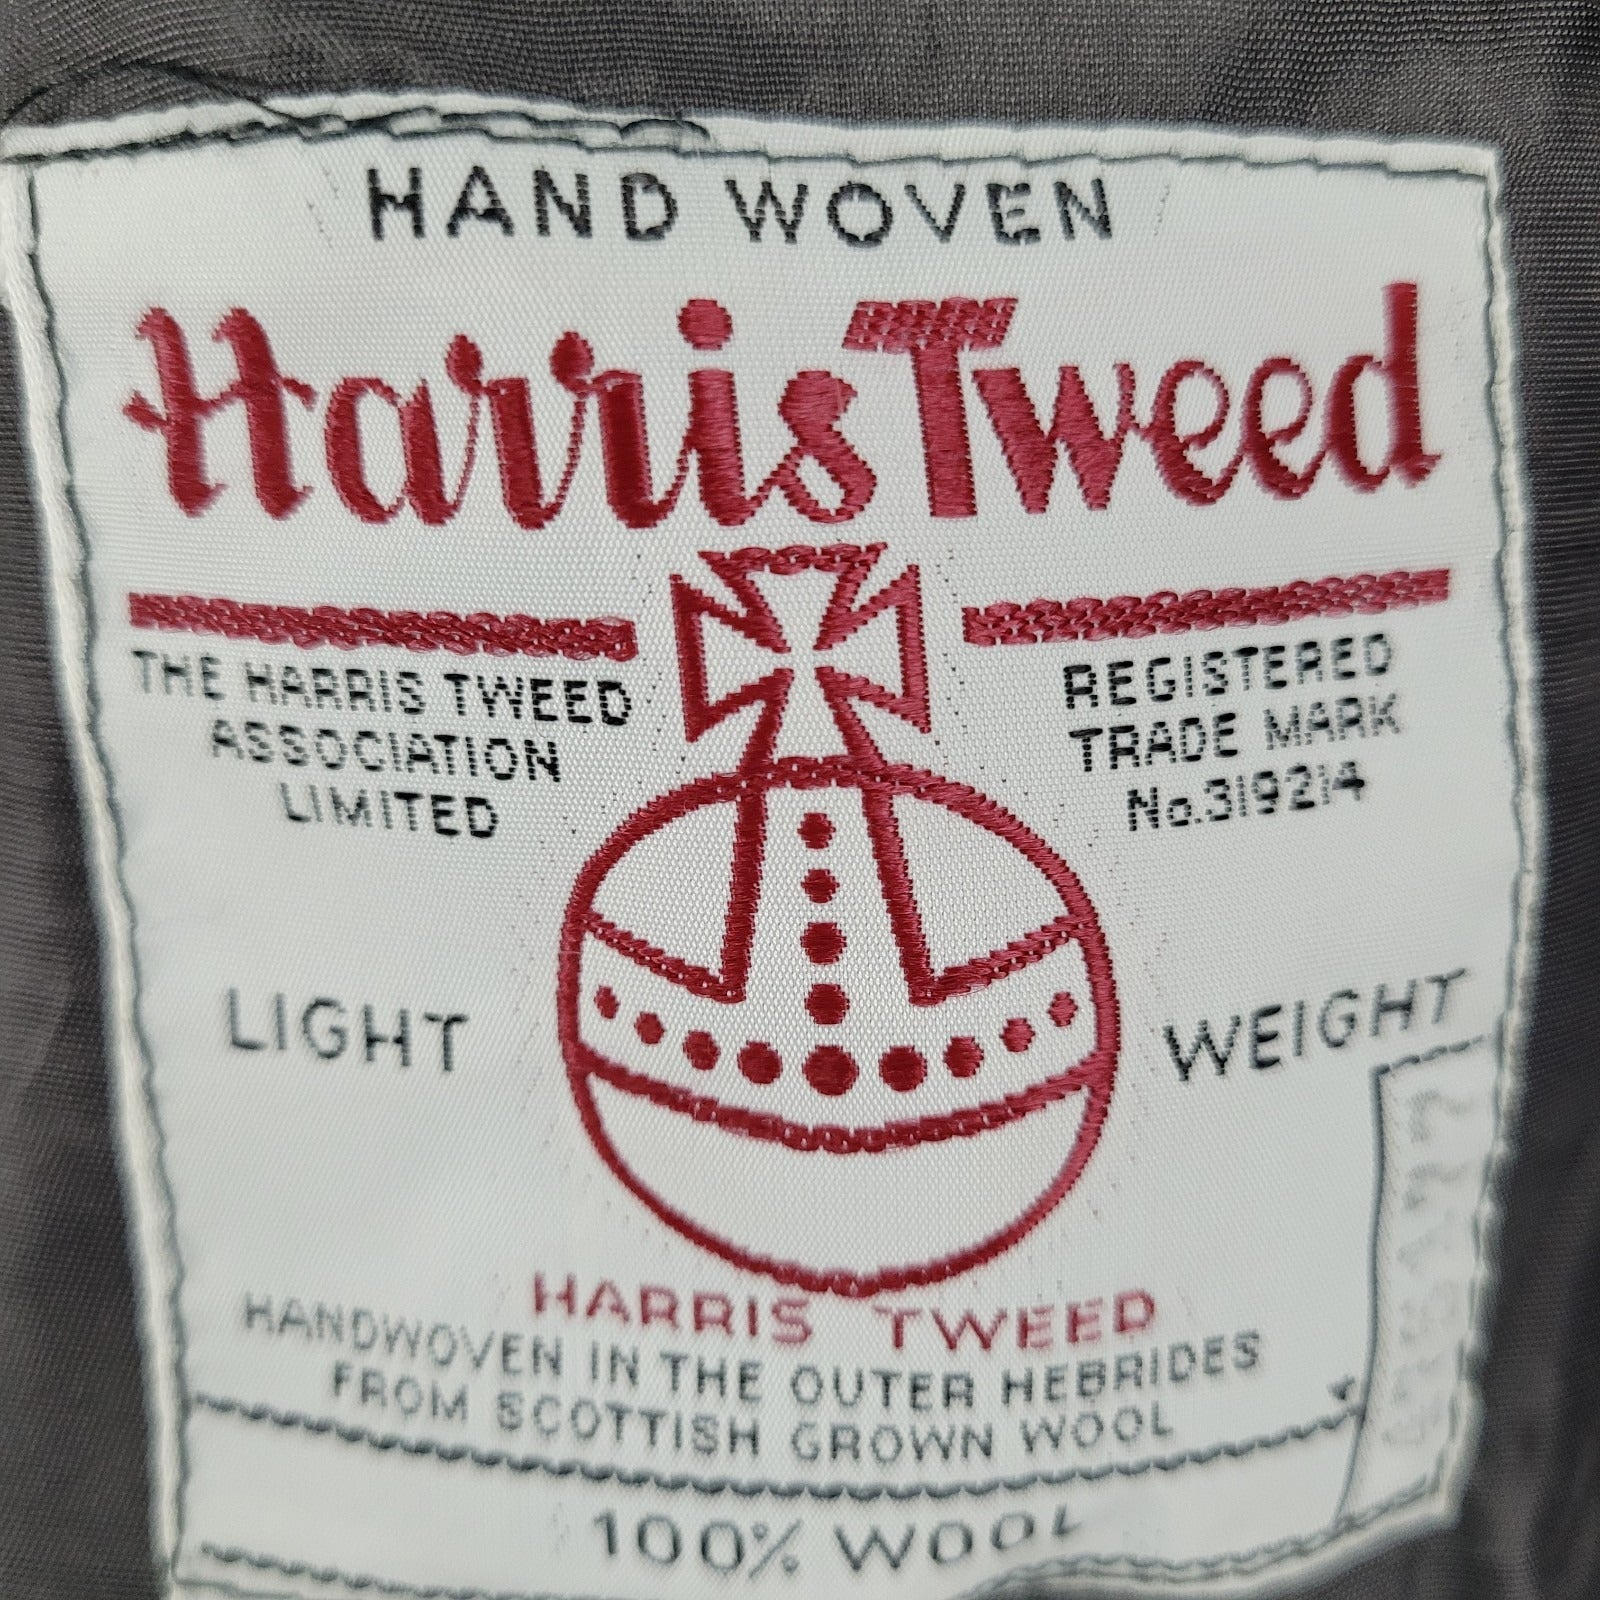 HAND WOVEN
Harris Tweed
THE HARRIS TWEED
ASSOCIATION
LIMITED
REGISTERED
TRADE MARK
No.319214
LIGHT WEIGHT
HARRIS TWEED
HANDWOVEN IN THE OUTER HEBRIDES
FROM SCOTTISH GROWN WOOL
100% WOOL